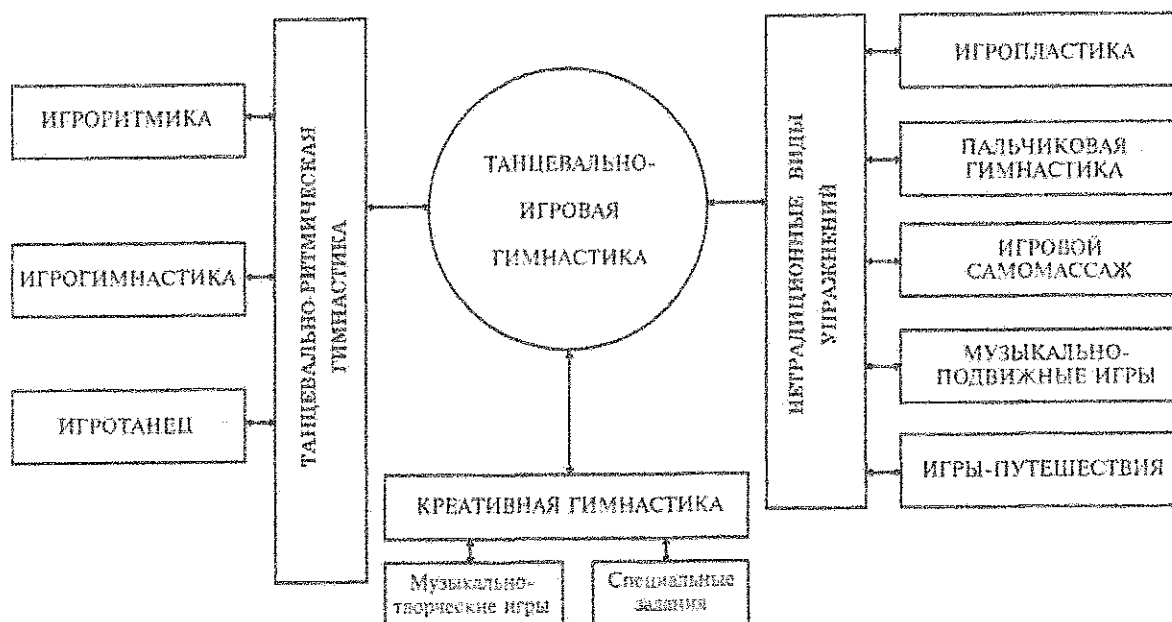 ИГРОРИТМИКА
ИГРОГИМНАСТИКА
ИГРОТАНЕЦ
ТАНЦЕВАЛЬНО-РИТМИЧЕСКАЯ
ГИМНАСТИКА
ТАНЦЕВАЛЬНО-
ИГРОВАЯ
ГИМНАСТИКА
КРЕАТИВНАЯ ГИМНАСТИКА
Музыкально-
творческие игры
Специальные
задания
НЕТРАДИЦИОННЫЕ ВИДЫ
УПРАЖНЕНИЙ
ИГРОПЛАСТИКА
ПАЛЬЧИКОВАЯ
ГИМНАСТИКА
ИГРОВОЙ
САМОМАССАЖ
МУЗЫКАЛЬНО-
ПОДВИЖНЫЕ ИГРЫ
ИГРЫ-ПУТЕШЕСТВИЯ